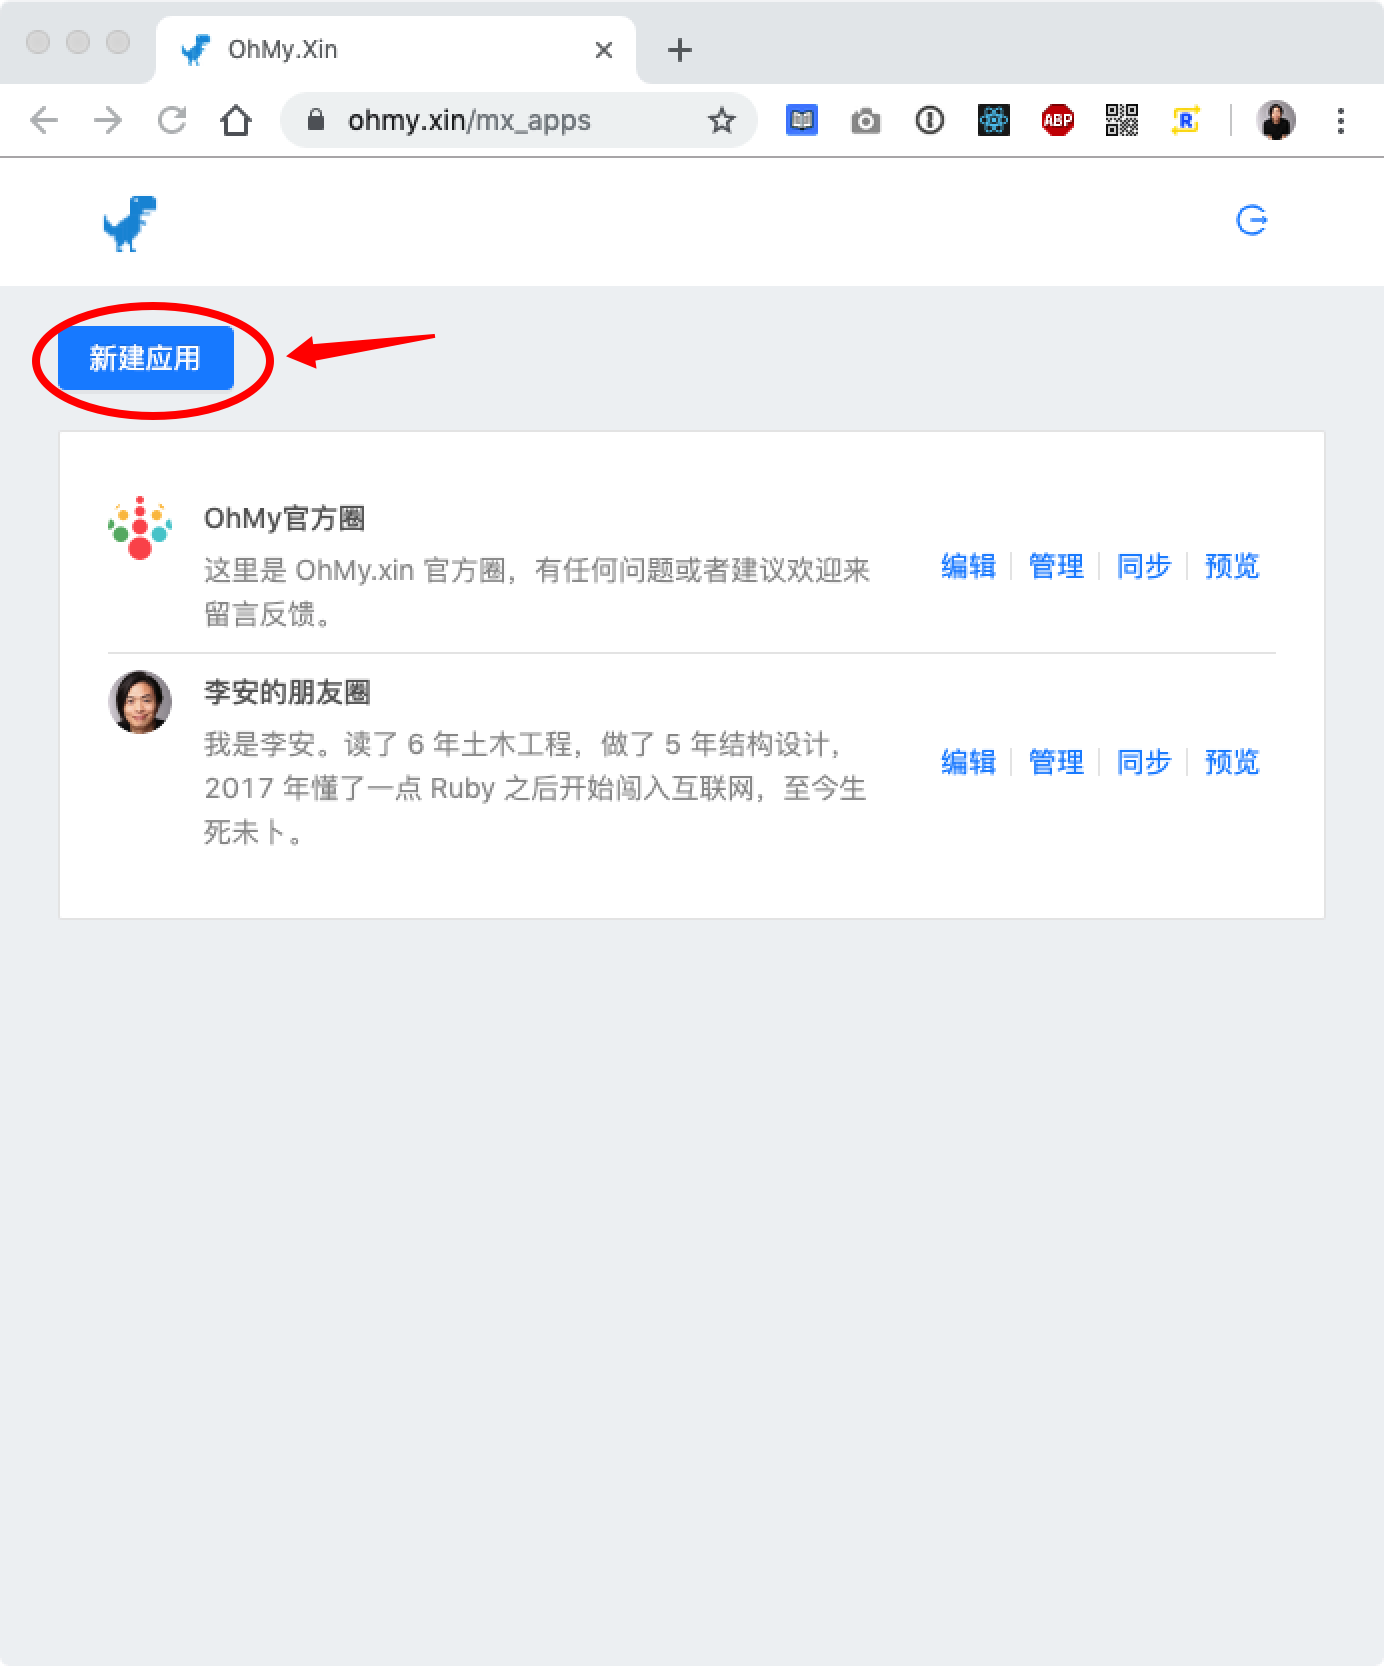 OhMy.Xin
ohmy.xin/mx_apps
ABP
R
新建应用
OhMy官方圈
这里是 OhMy.xin 官方圈，有任何问题或者建议欢迎来
留言反馈。
编辑 管理 同步 预览
李安的朋友圈
我是李安。读了 6 年土木工程，做了 5 年结构设计，
2017 年懂了一点 Ruby 之后开始闯入互联网，至今生
死未卜。
编辑 管理 同步 预览